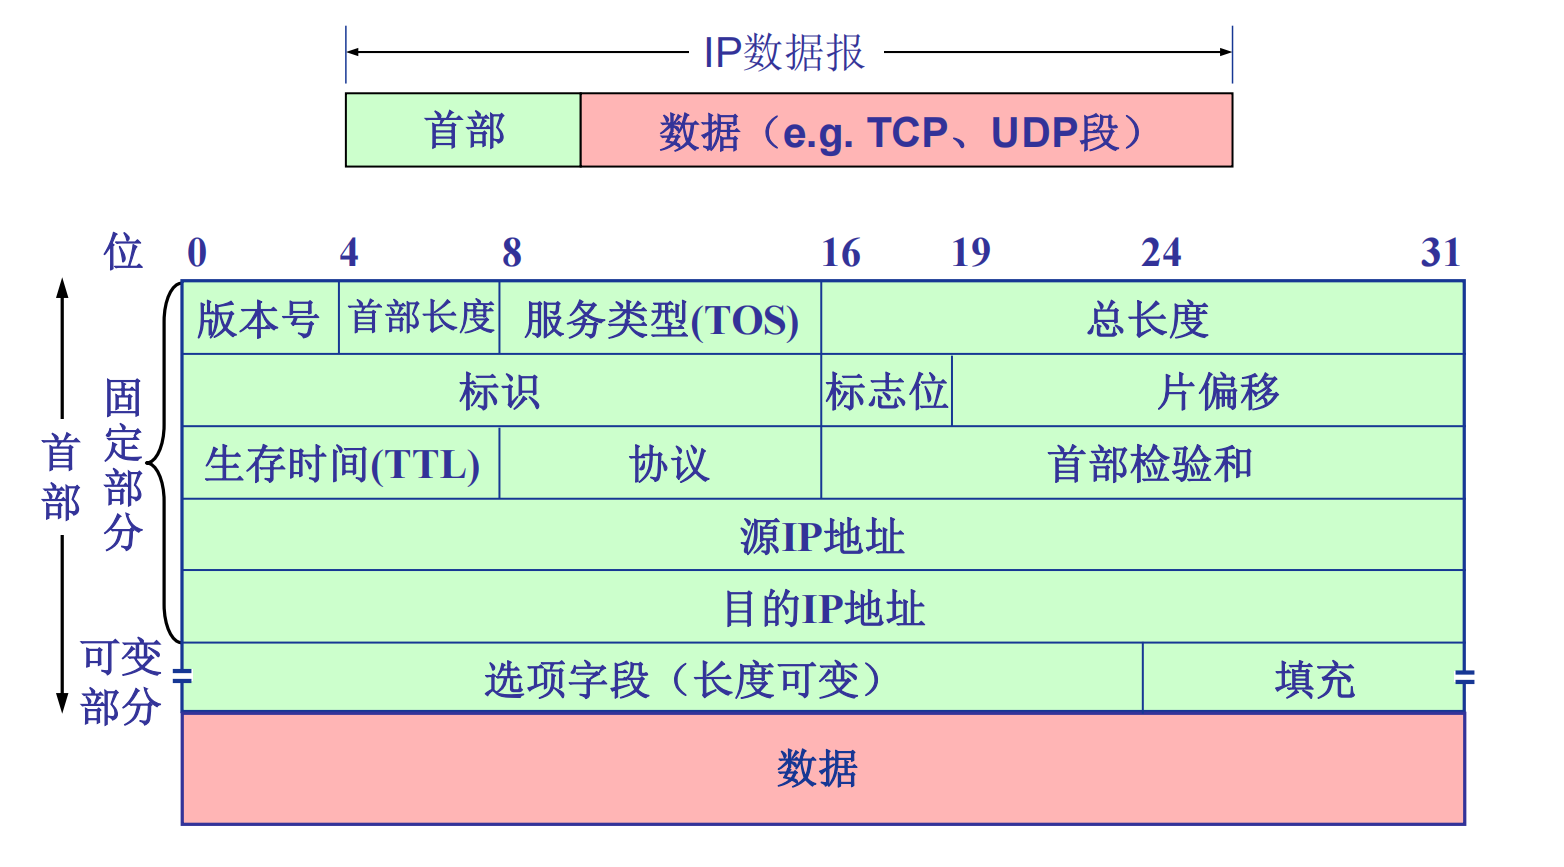 IP数据报
首部 数据（e.g. TCP、UDP段）
位 0 4 8 16 19 24 31
版本号 首部长度 服务类型(TOS) 总长度
标识 标志位 片偏移
生存时间(TTL) 协议 首部检验和
源IP地址
目的IP地址
选项字段（长度可变） 填充
数据
首部
固定部分
可变
部分